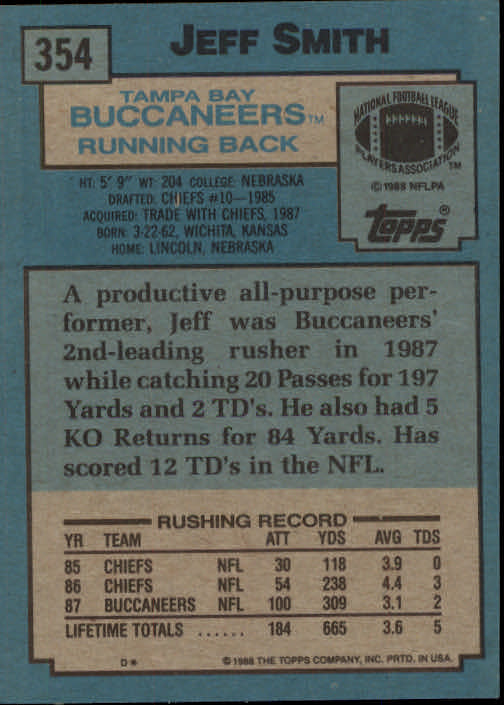 354
JEFF SMITH
TAMPA BAY
BUCCANEERS™
RUNNING BACK
NATIONAL FOOTBALL LEAGUE
PLAYERS ASSOCIATION™
©1988 NFLPA
TOPPS®
HT: 5' 9" WT: 204 COLLEGE: NEBRASKA
DRAFTED: CHIEFS #10—1985
ACQUIRED: TRADE WITH CHIEFS, 1987
BORN: 3-22-62, WICHITA, KANSAS
HOME: LINCOLN, NEBRASKA
A productive all-purpose per-
former, Jeff was Buccaneers'
2nd-leading rusher in 1987
while catching 20 Passes for 197
Yards and 2 TD's. He also had 5
KO Returns for 84 Yards. Has
scored 12 TD's in the NFL.
RUSHING RECORD
YR TEAM ATT YDS AVG TDS
85 CHIEFS NFL 30 118 3.9 0
86 CHIEFS NFL 54 238 4.4 3
87 BUCCANEERS NFL 100 309 3.1 2
LIFETIME TOTALS ...... 184 665 3.6 5
D* ©1988 THE TOPPS COMPANY, INC. PRTD. IN USA.